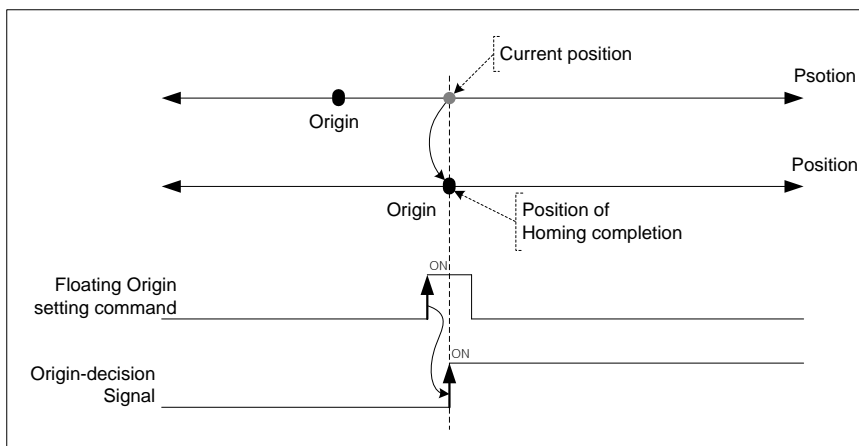 Current position
Psotion
Origin
Position
Origin
Position of
Homing completion
ON
Floating Origin
setting command
ON
Origin-decision
Signal